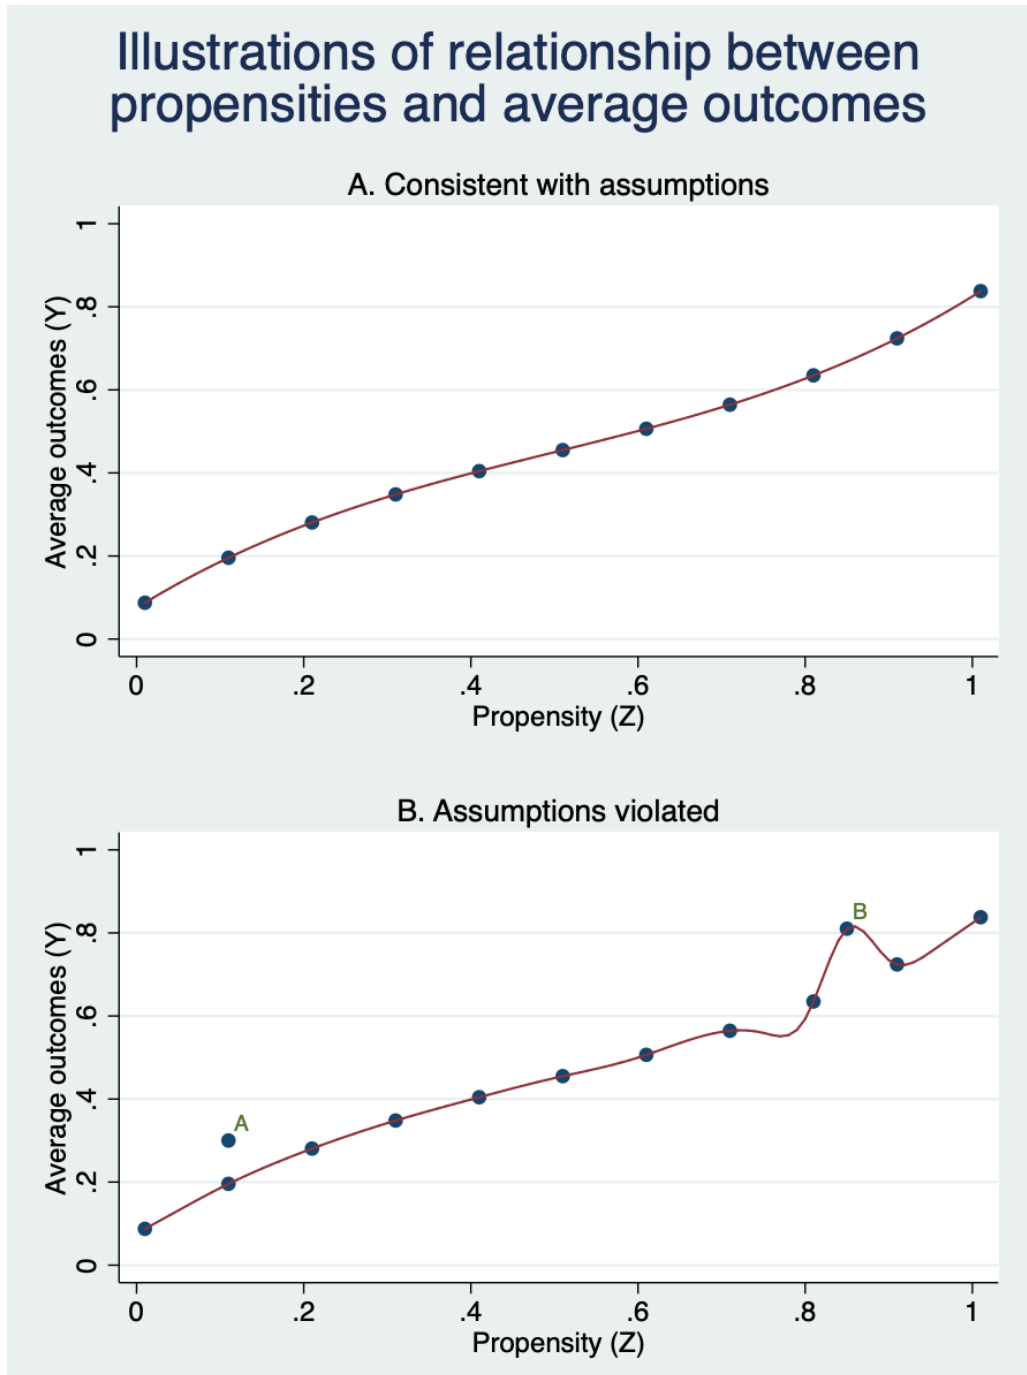 Illustrations of relationship between
propensities and average outcomes
A. Consistent with assumptions
Average outcomes (Y)
1
.8
.6
.4
.2
0
0 .2 .4 .6 .8 1
Propensity (Z)
B. Assumptions violated
Average outcomes (Y)
1
.8
.6
.4
.2
0
B
A
0 .2 .4 .6 .8 1
Propensity (Z)